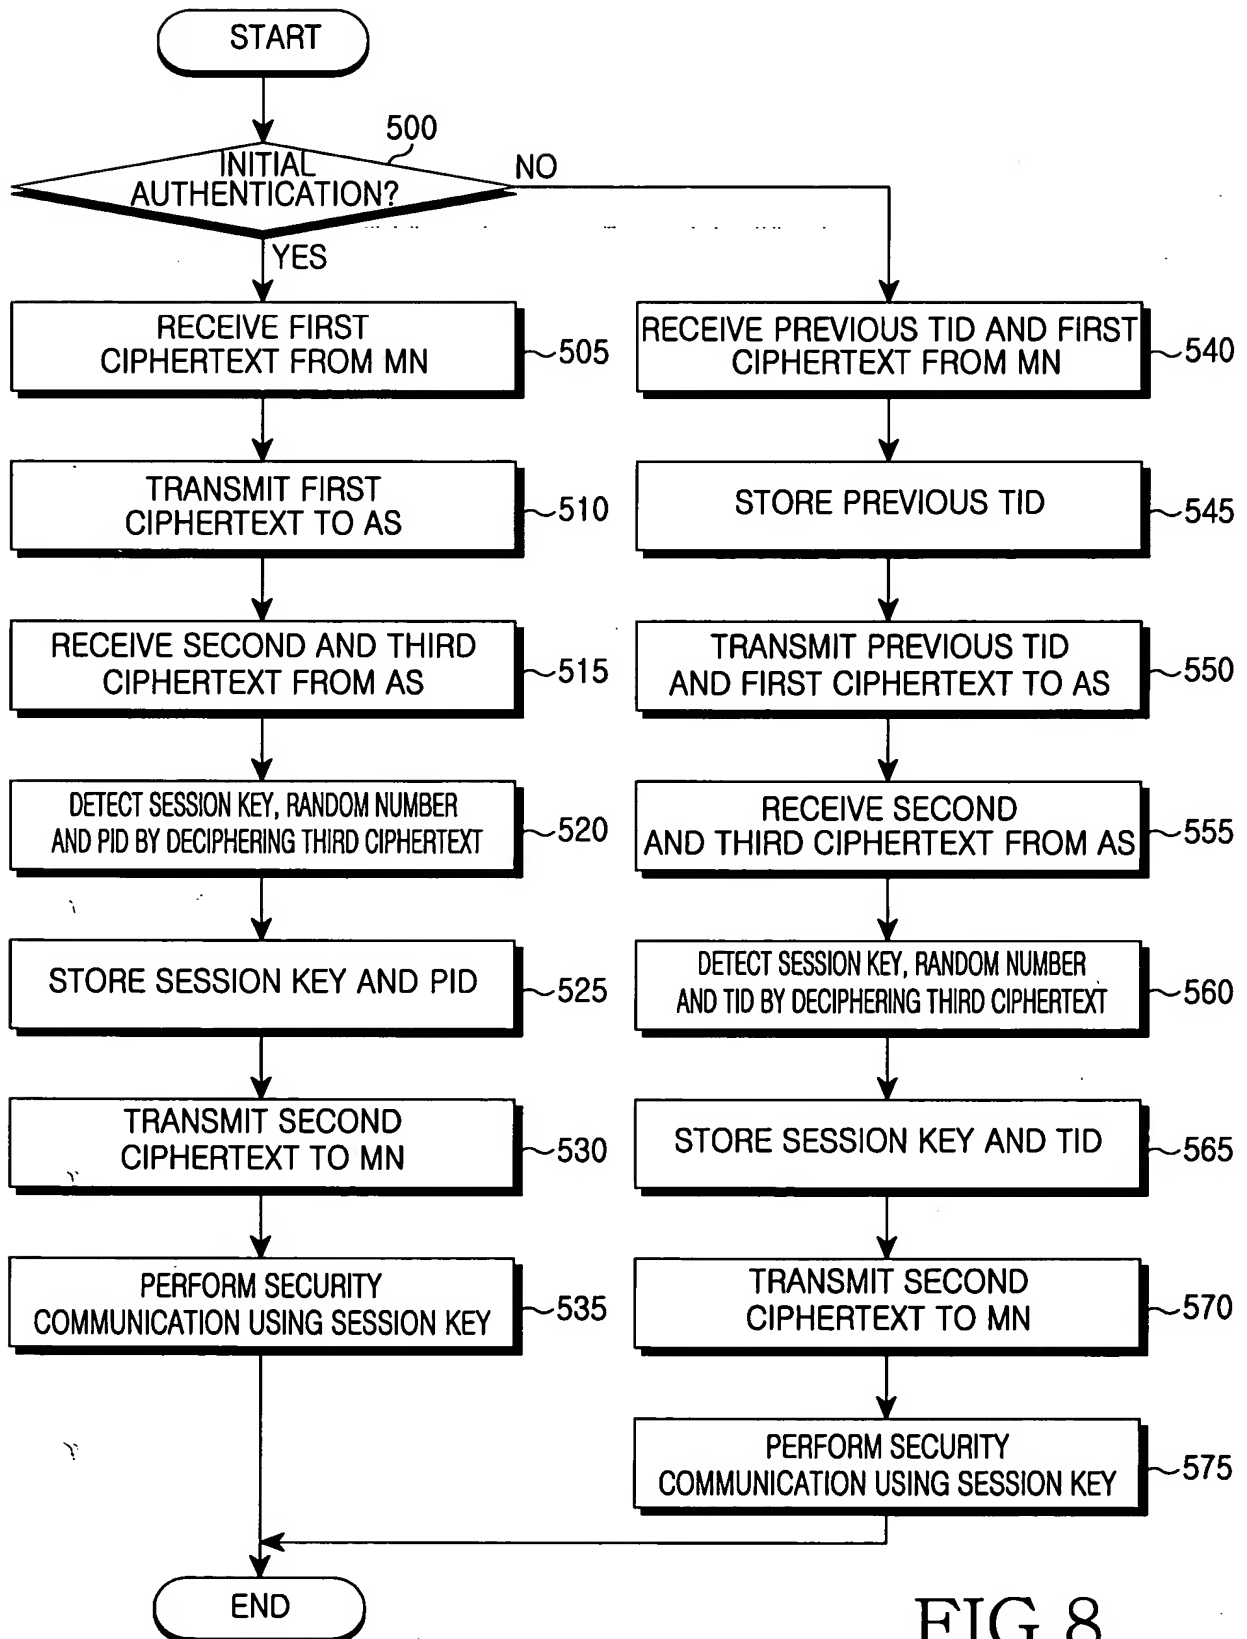 START
500
INITIAL
AUTHENTICATION?
NO
YES
RECEIVE FIRST
CIPHERTEXT FROM MN
505
TRANSMIT FIRST
CIPHERTEXT TO AS
510
RECEIVE SECOND AND THIRD
CIPHERTEXT FROM AS
515
DETECT SESSION KEY, RANDOM NUMBER
AND PID BY DECIPHERING THIRD CIPHERTEXT
520
STORE SESSION KEY AND PID
525
TRANSMIT SECOND
CIPHERTEXT TO MN
530
PERFORM SECURITY
COMMUNICATION USING SESSION KEY
535
RECEIVE PREVIOUS TID AND FIRST
CIPHERTEXT FROM MN
540
STORE PREVIOUS TID
545
TRANSMIT PREVIOUS TID
AND FIRST CIPHERTEXT TO AS
550
RECEIVE SECOND
AND THIRD CIPHERTEXT FROM AS
555
DETECT SESSION KEY, RANDOM NUMBER
AND TID BY DECIPHERING THIRD CIPHERTEXT
560
STORE SESSION KEY AND TID
565
TRANSMIT SECOND
CIPHERTEXT TO MN
570
PERFORM SECURITY
COMMUNICATION USING SESSION KEY
575
END
FIG.8